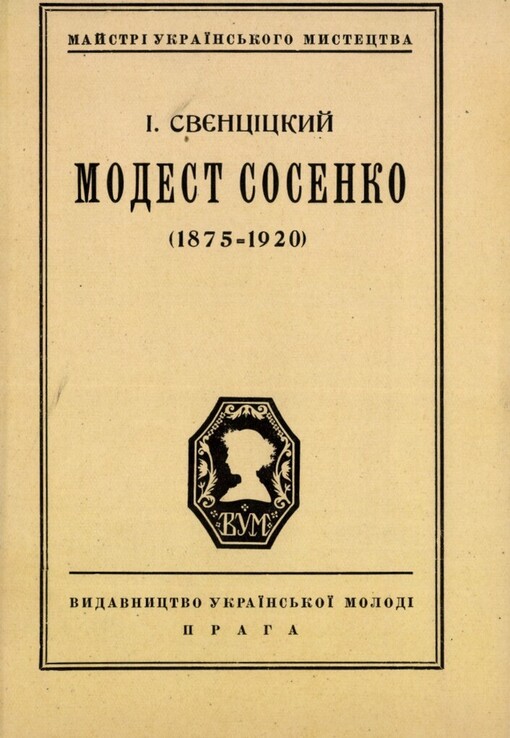 МАЙСТРІ УКРАЇНСЬКОГО МИСТЕЦТВА
І. СВЄНЦІЦКИЙ
МОДЕСТ СОСЕНКО
(1875=1920)
ВУМ
ВИДАВНИЦТВО УКРАЇНСЬКОЇ МОЛОДІ
ПРАГА